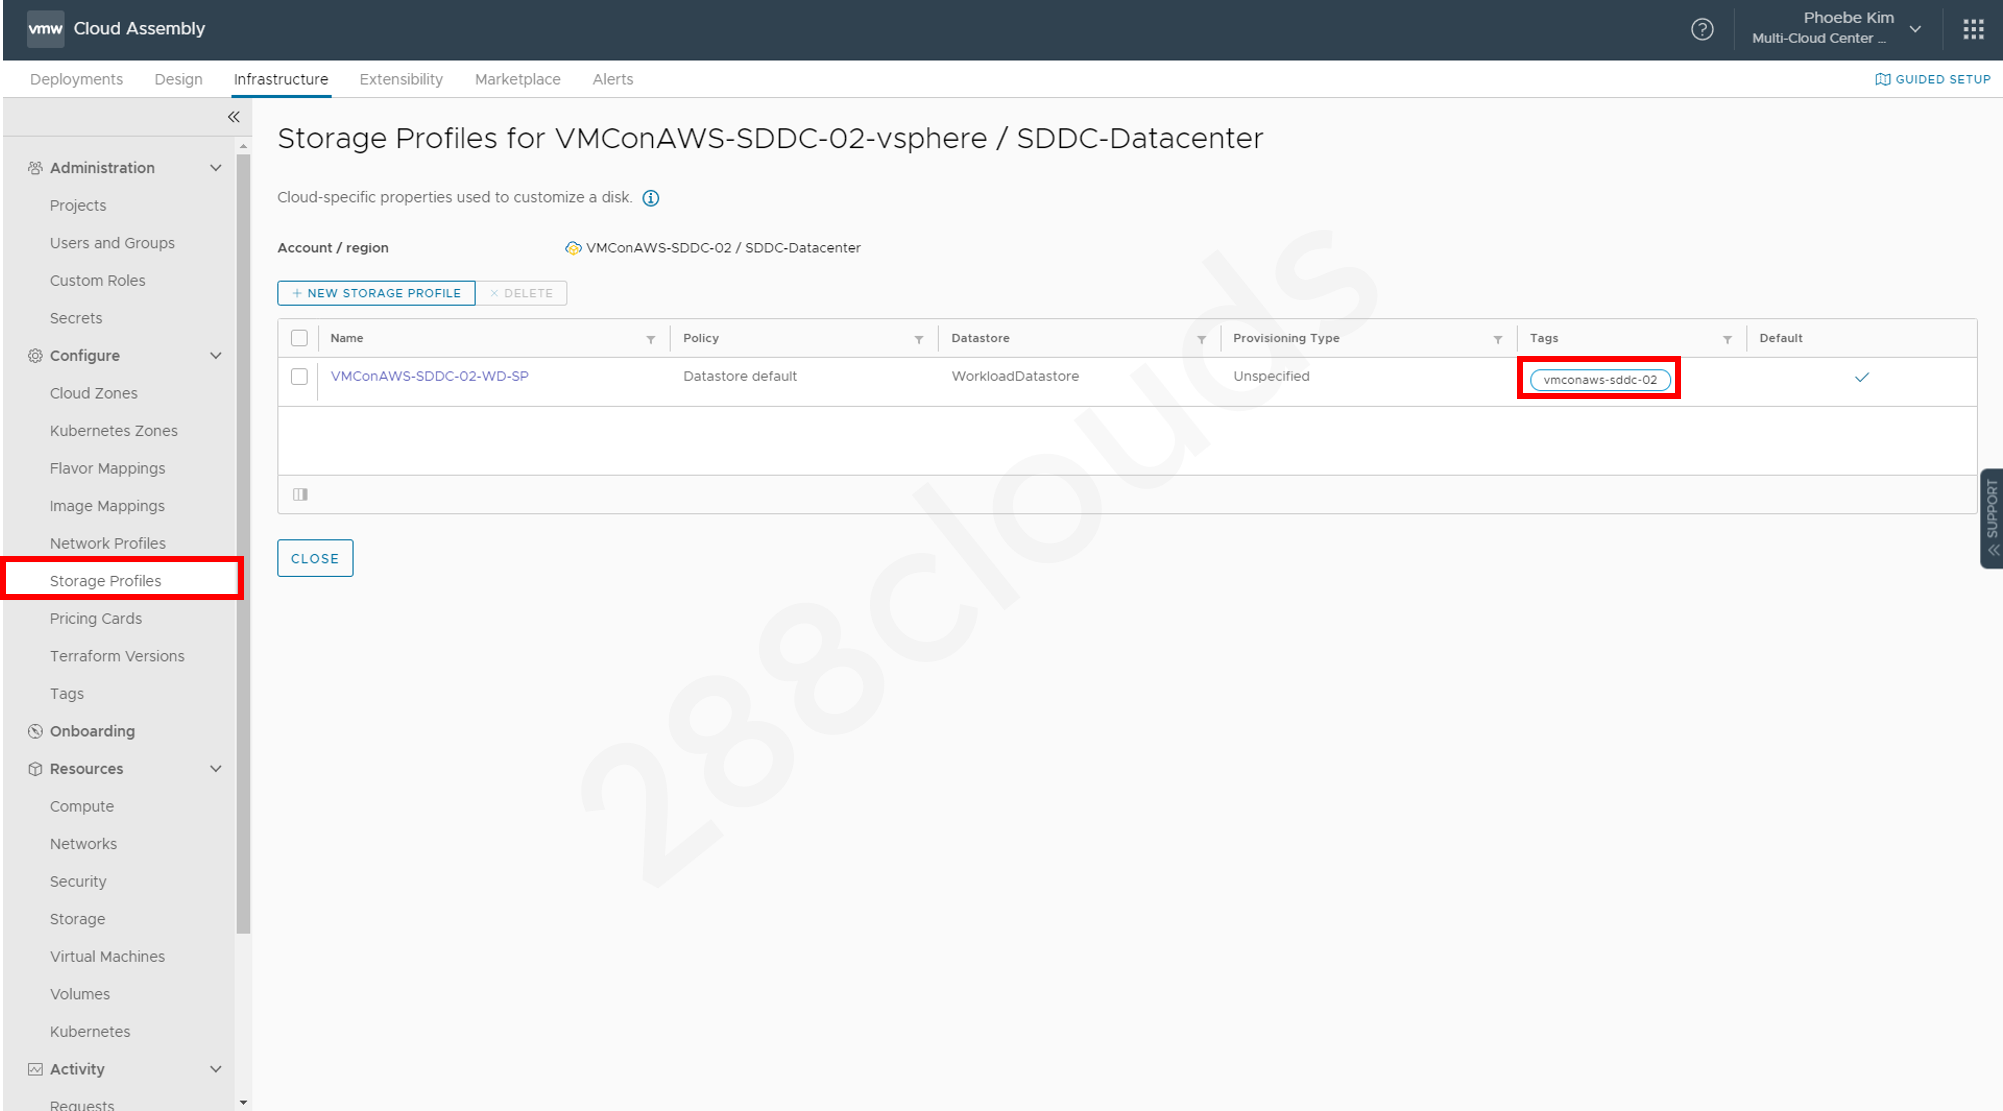 vmw Cloud Assembly
Phoebe Kim
Multi-Cloud Center ...
Deployments Design Infrastructure Extensibility Marketplace Alerts
GUIDED SETUP
Administration
Projects
Users and Groups
Custom Roles
Secrets
Configure
Cloud Zones
Kubernetes Zones
Flavor Mappings
Image Mappings
Network Profiles
Storage Profiles
Pricing Cards
Terraform Versions
Tags
Onboarding
Resources
Compute
Networks
Security
Storage
Virtual Machines
Volumes
Kubernetes
Activity
Requests
Storage Profiles for VMConAWS-SDDC-02-vsphere / SDDC-Datacenter
Cloud-specific properties used to customize a disk.
Account / region VMConAWS-SDDC-02 / SDDC-Datacenter
+ NEW STORAGE PROFILE × DELETE
Name Policy Datastore Provisioning Type Tags Default
VMConAWS-SDDC-02-WD-SP Datastore default WorkloadDatastore Unspecified vmconaws-sddc-02
CLOSE
SUPPORT
288clouds